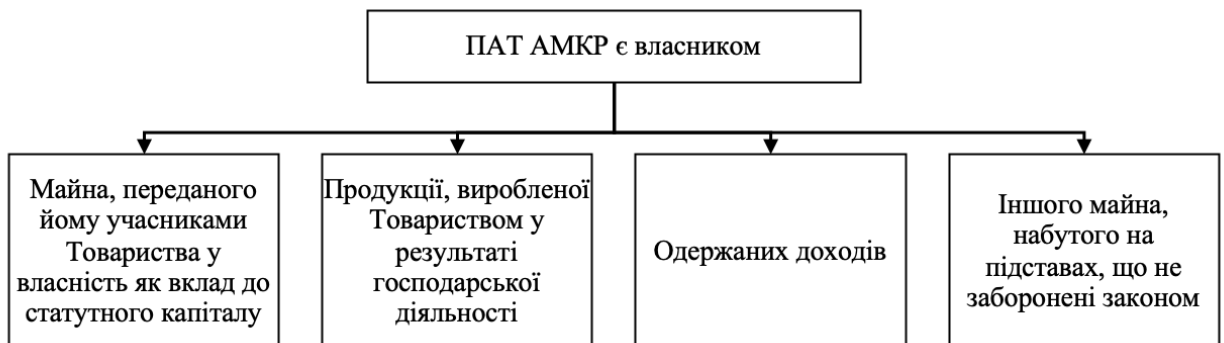 ПАТ АМКР є власником
Майна, переданого
йому учасниками
Товариства у
власність як вклад до
статутного капіталу
Продукції, виробленої
Товариством у
результаті
господарської
діяльності
Одержаних доходів
Іншого майна,
набутого на
підставах, що не
заборонені законом